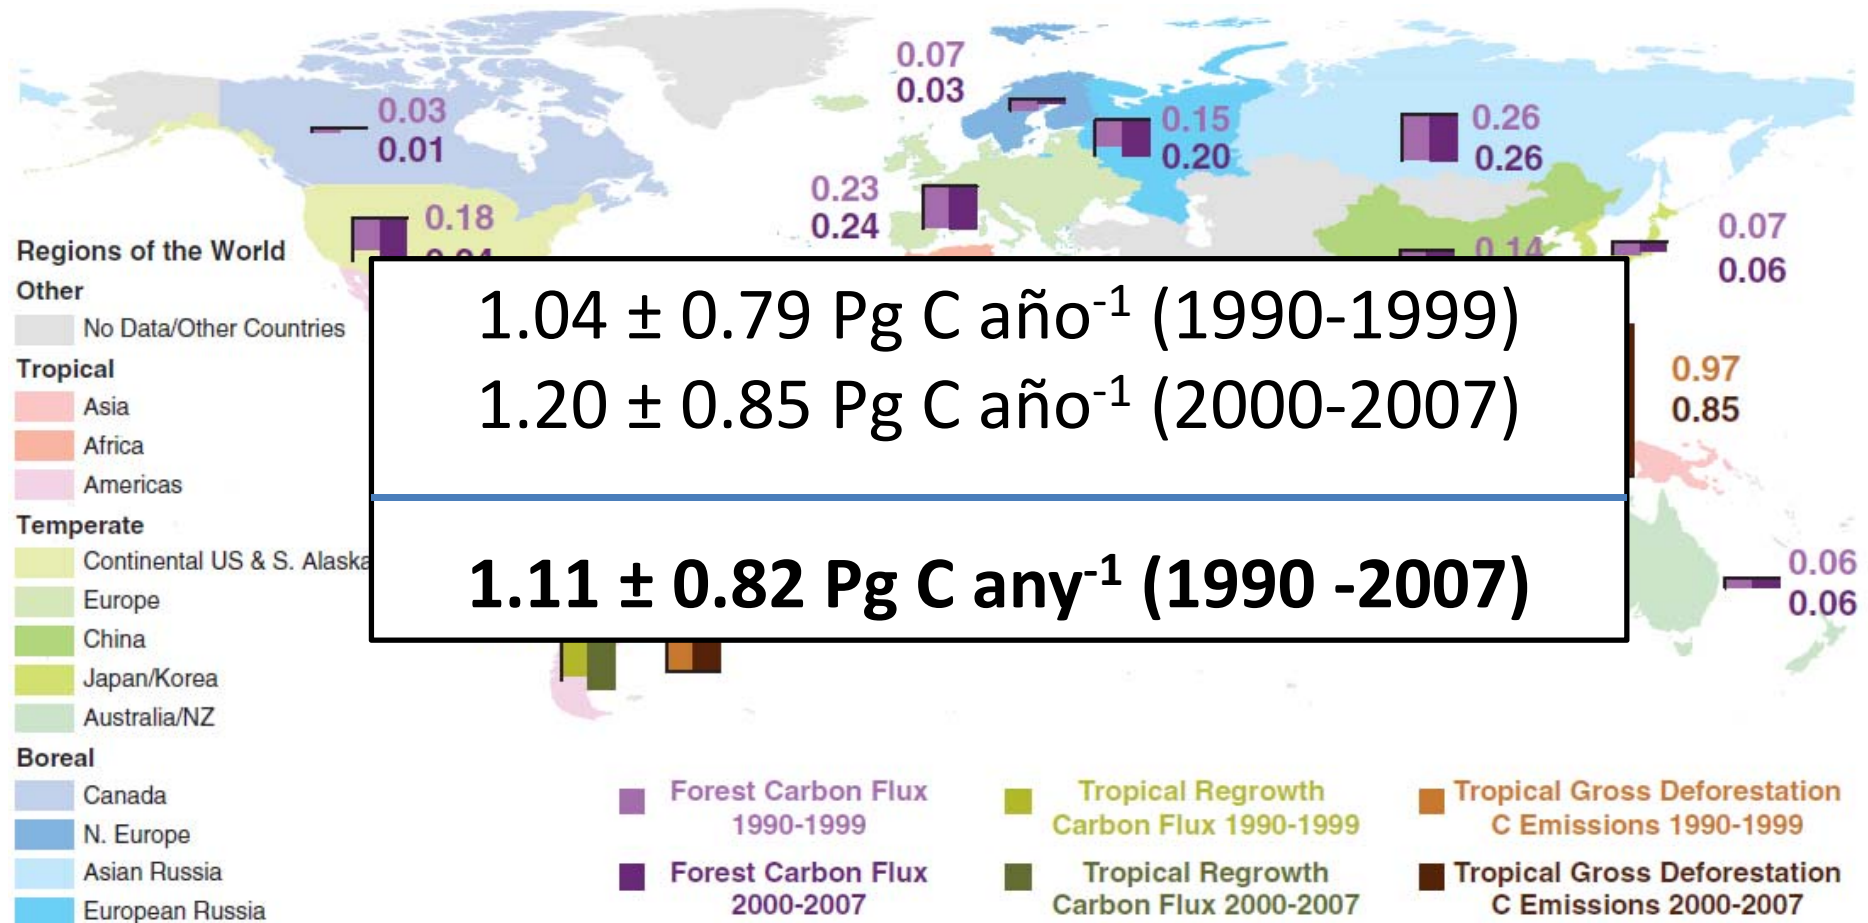 0.07
0.03
0.03
0.01
0.15
0.20
0.26
0.26
0.23
0.24
0.18
0.14
0.07
0.06
Regions of the World
Other
No Data/Other Countries
Tropical
Asia
Africa
Americas
Temperate
Continental US & S. Alaska
Europe
China
Japan/Korea
Australia/NZ
Boreal
Canada
N. Europe
Asian Russia
European Russia
1.04 ± 0.79 Pg C año⁻¹ (1990-1999)
1.20 ± 0.85 Pg C año⁻¹ (2000-2007)
1.11 ± 0.82 Pg C any⁻¹ (1990 -2007)
0.97
0.85
0.06
0.06
Forest Carbon Flux
1990-1999
Forest Carbon Flux
2000-2007
Tropical Regrowth
Carbon Flux 1990-1999
Tropical Regrowth
Carbon Flux 2000-2007
Tropical Gross Deforestation
C Emissions 1990-1999
Tropical Gross Deforestation
C Emissions 2000-2007